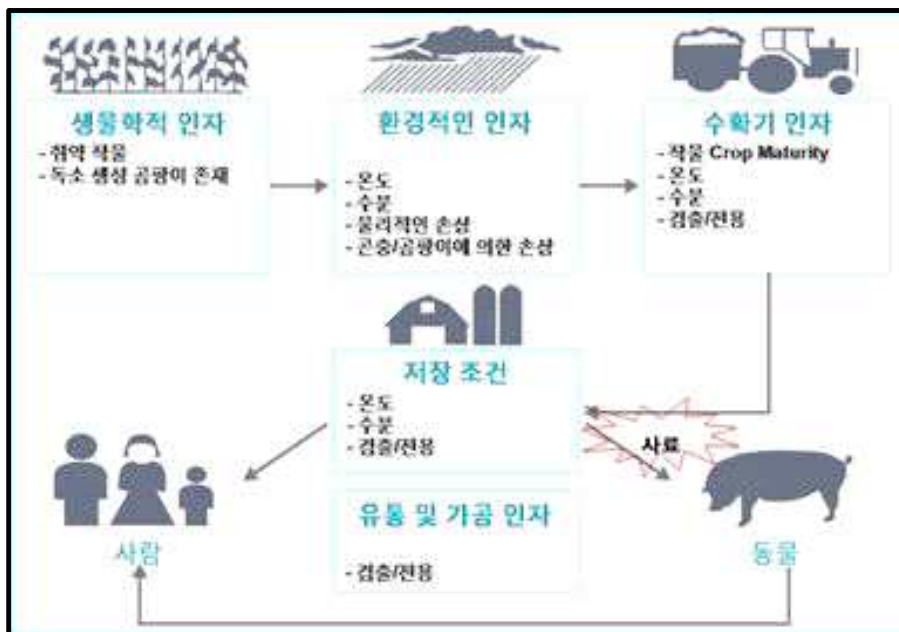 생물학적 인자
- 취약 작물
- 독소 생성 곰팡이 존재
환경적인 인자
- 온도
- 수분
- 물리적인 손상
- 곤충/곰팡이에 의한 손상
수확기 인자
- 작물 Crop Maturity
- 온도
- 수분
- 검출/전용
저장 조건
- 온도
- 수분
- 검출/전용
사료
유통 및 가공 인자
- 검출/전용
사람
동물